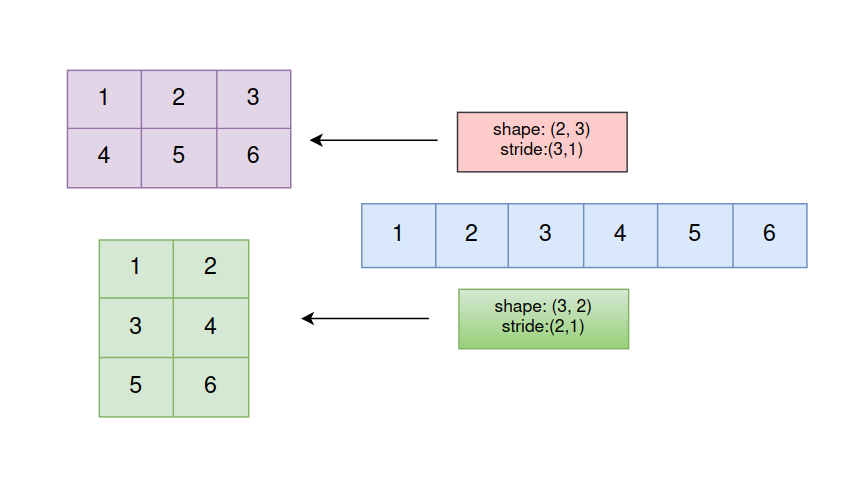 1 2 3
4 5 6
shape: (2, 3)
stride:(3,1)
1 2 3 4 5 6
1 2
3 4
5 6
shape: (3, 2)
stride:(2,1)